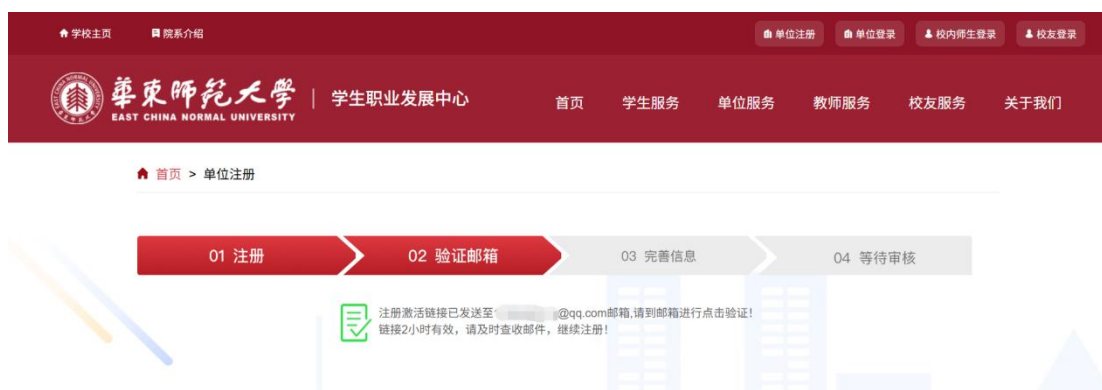 学校主页 院系介绍 单位注册 单位登录 校内师生登录 校友登录
華東師範大學 学生职业发展中心 首页 学生服务 单位服务 教师服务 校友服务 关于我们
EAST CHINA NORMAL UNIVERSITY
首页 > 单位注册
01 注册 02 验证邮箱 03 完善信息 04 等待审核
注册激活链接已发送至 @qq.com邮箱,请到邮箱进行点击验证!
链接2小时有效，请及时查收邮件，继续注册!